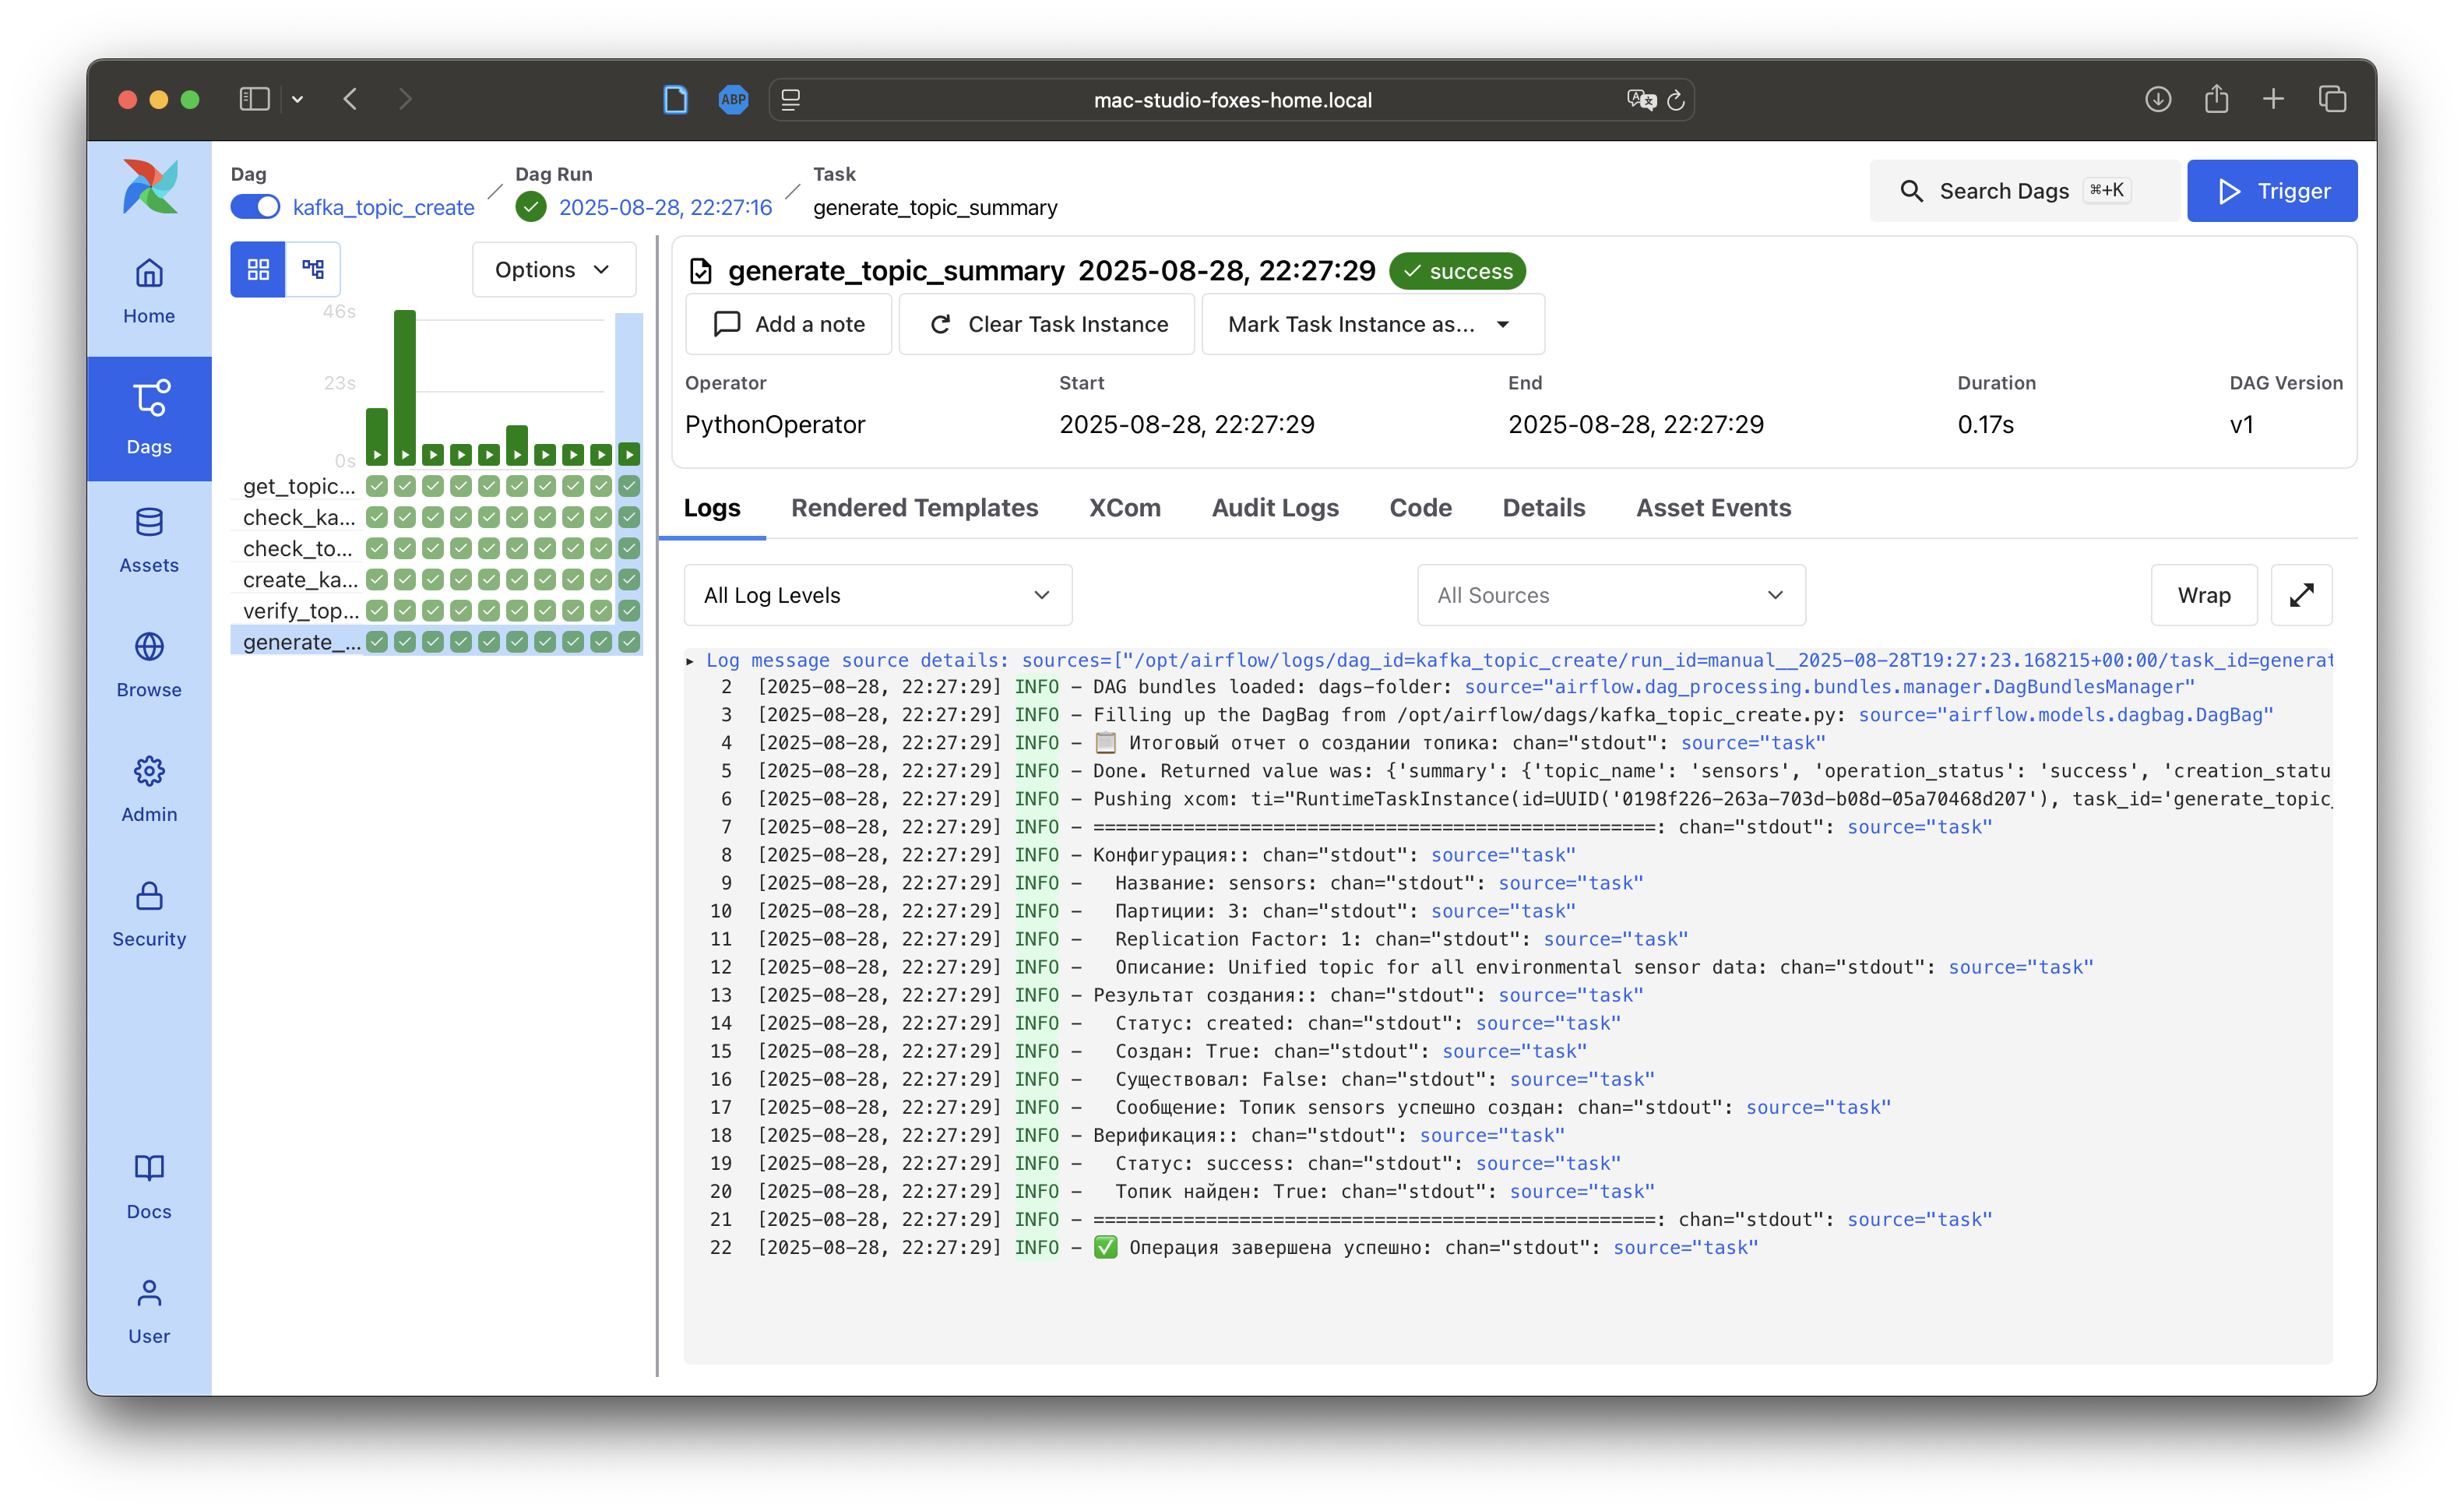 ABP
mac-studio-foxes-home.local
Dag
kafka_topic_create
Dag Run
2025-08-28, 22:27:16
Task
generate_topic_summary
Search Dags ⌘+K
Trigger
Home
Dags
Assets
Browse
Admin
Security
Docs
User
Options
46s
23s
0s
get_topic...
check_ka...
check_to...
create_ka...
verify_top...
generate_...
generate_topic_summary 2025-08-28, 22:27:29 success
Add a note
Clear Task Instance
Mark Task Instance as...
Operator Start End Duration DAG Version
PythonOperator 2025-08-28, 22:27:29 2025-08-28, 22:27:29 0.17s v1
Logs Rendered Templates XCom Audit Logs Code Details Asset Events
All Log Levels
All Sources
Wrap
Log message source details: sources=["/opt/airflow/logs/dag_id=kafka_topic_create/run_id=manual__2025-08-28T19:27:23.168215+00:00/task_id=generat
2 [2025-08-28, 22:27:29] INFO - DAG bundles loaded: dags-folder: source="airflow.dag_processing.bundles.manager.DagBundlesManager"
3 [2025-08-28, 22:27:29] INFO - Filling up the DagBag from /opt/airflow/dags/kafka_topic_create.py: source="airflow.models.dagbag.DagBag"
4 [2025-08-28, 22:27:29] INFO - 📋 Итоговый отчет о создании топика: chan="stdout": source="task"
5 [2025-08-28, 22:27:29] INFO - Done. Returned value was: {'summary': {'topic_name': 'sensors', 'operation_status': 'success', 'creation_statu
6 [2025-08-28, 22:27:29] INFO - Pushing xcom: ti="RuntimeTaskInstance(id=UUID('0198f226-263a-703d-b08d-05a70468d207'), task_id='generate_topic_
7 [2025-08-28, 22:27:29] INFO - ==================================================: chan="stdout": source="task"
8 [2025-08-28, 22:27:29] INFO - Конфигурация:: chan="stdout": source="task"
9 [2025-08-28, 22:27:29] INFO - Название: sensors: chan="stdout": source="task"
10 [2025-08-28, 22:27:29] INFO - Партиции: 3: chan="stdout": source="task"
11 [2025-08-28, 22:27:29] INFO - Replication Factor: 1: chan="stdout": source="task"
12 [2025-08-28, 22:27:29] INFO - Описание: Unified topic for all environmental sensor data: chan="stdout": source="task"
13 [2025-08-28, 22:27:29] INFO - Результат создания:: chan="stdout": source="task"
14 [2025-08-28, 22:27:29] INFO - Статус: created: chan="stdout": source="task"
15 [2025-08-28, 22:27:29] INFO - Создан: True: chan="stdout": source="task"
16 [2025-08-28, 22:27:29] INFO - Существовал: False: chan="stdout": source="task"
17 [2025-08-28, 22:27:29] INFO - Сообщение: Топик sensors успешно создан: chan="stdout": source="task"
18 [2025-08-28, 22:27:29] INFO - Верификация:: chan="stdout": source="task"
19 [2025-08-28, 22:27:29] INFO - Статус: success: chan="stdout": source="task"
20 [2025-08-28, 22:27:29] INFO - Топик найден: True: chan="stdout": source="task"
21 [2025-08-28, 22:27:29] INFO - ==================================================: chan="stdout": source="task"
22 [2025-08-28, 22:27:29] INFO - ✅ Операция завершена успешно: chan="stdout": source="task"